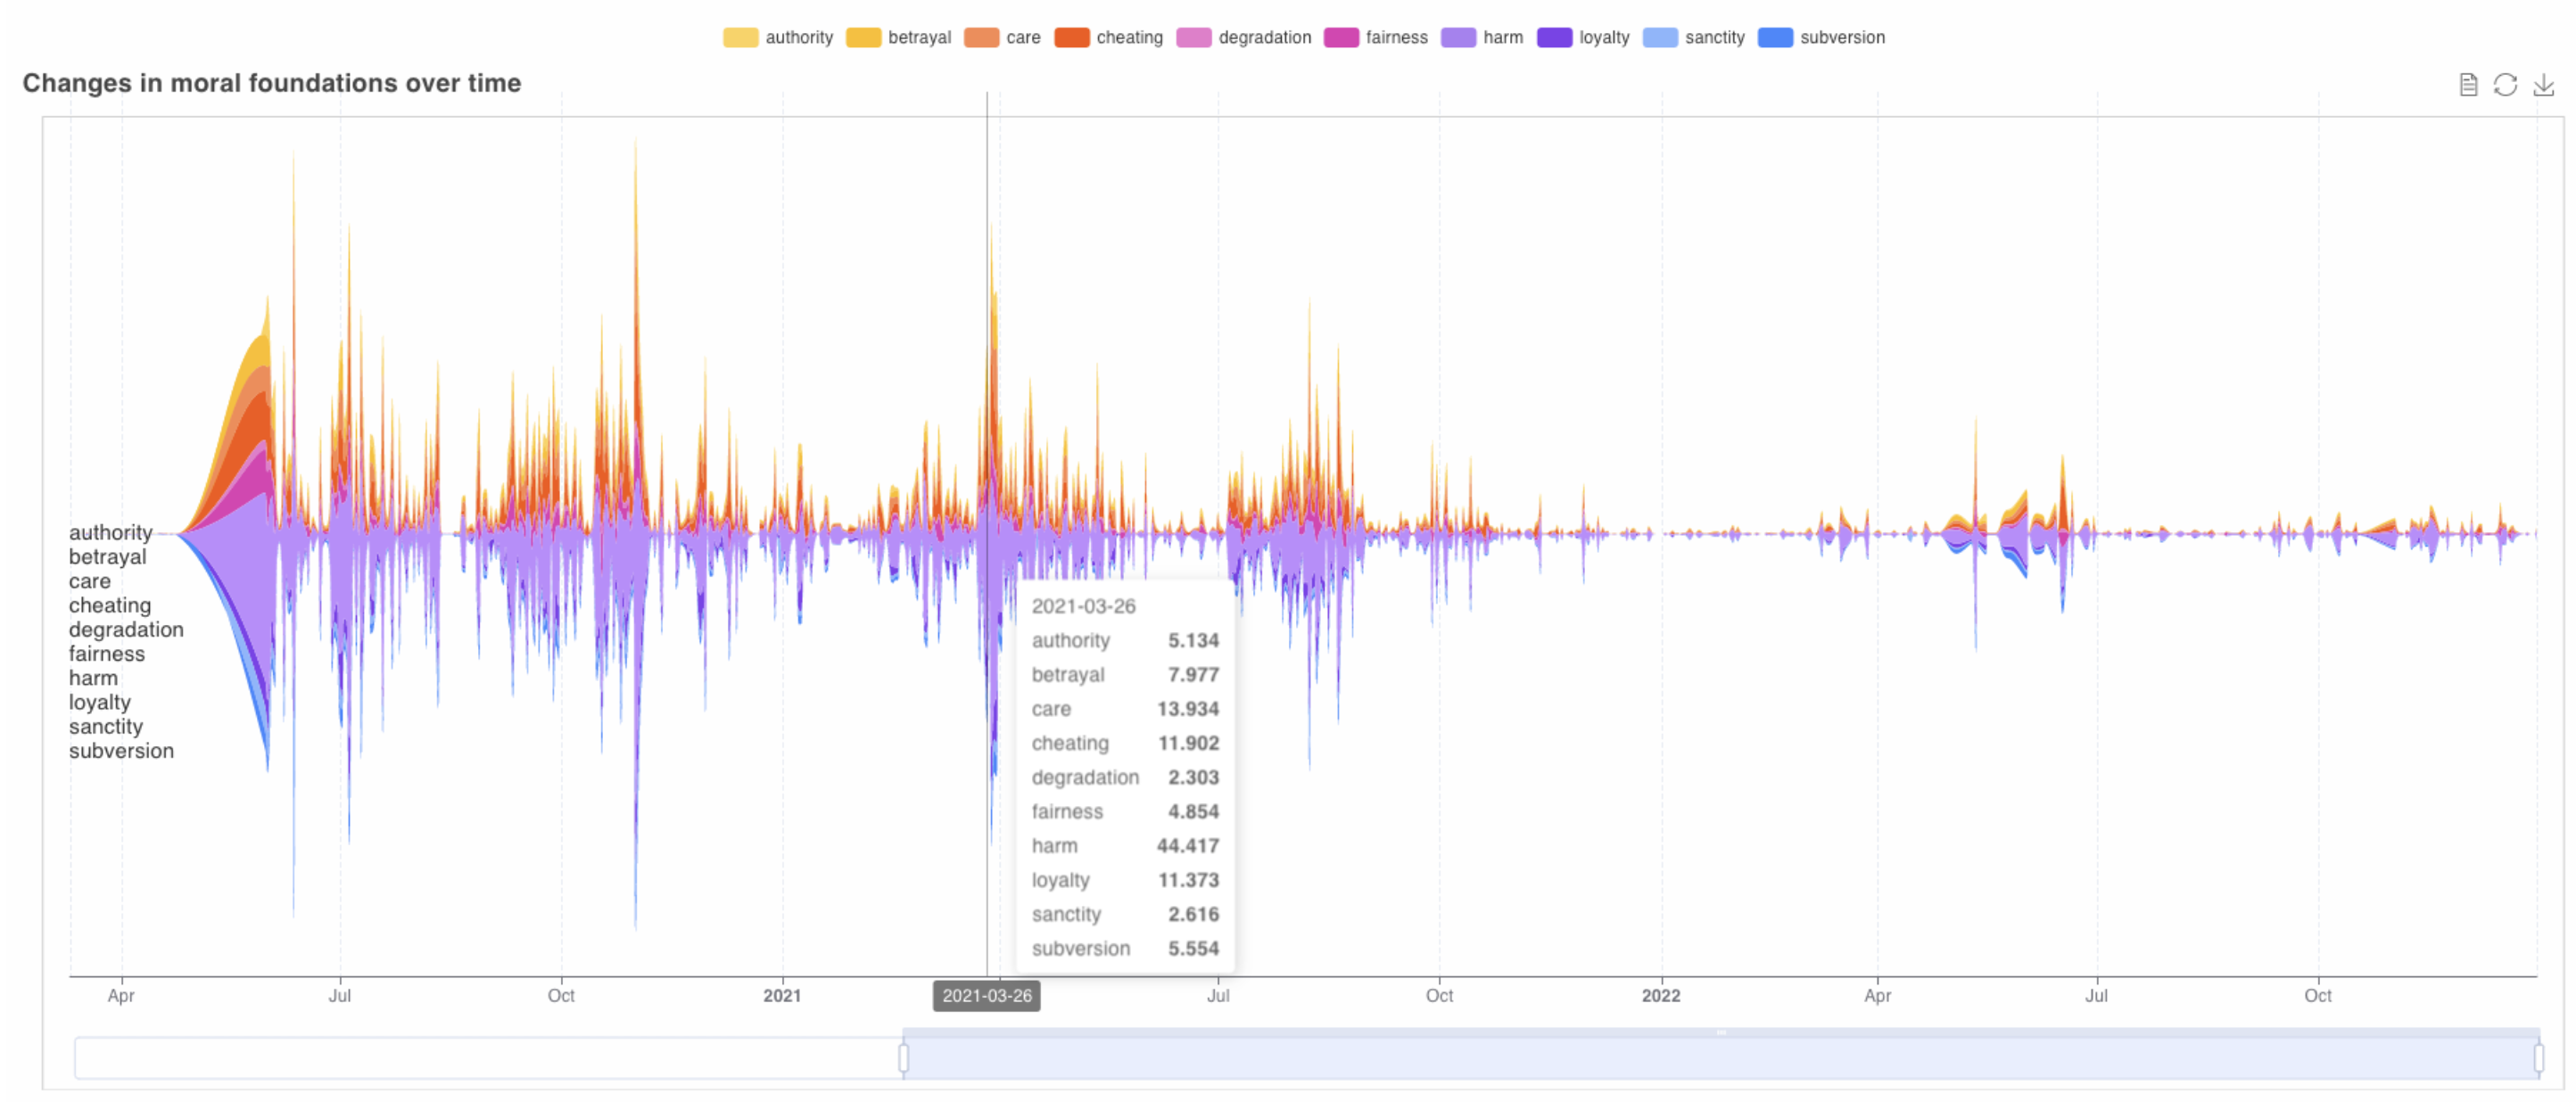 authority betrayal care cheating degradation fairness harm loyalty sanctity subversion
Changes in moral foundations over time
authority
betrayal
care
cheating
degradation
fairness
harm
loyalty
sanctity
subversion
2021-03-26
authority 5.134
betrayal 7.977
care 13.934
cheating 11.902
degradation 2.303
fairness 4.854
harm 44.417
loyalty 11.373
sanctity 2.616
subversion 5.554
Apr Jul Oct 2021 2021-03-26 Jul Oct 2022 Apr Jul Oct